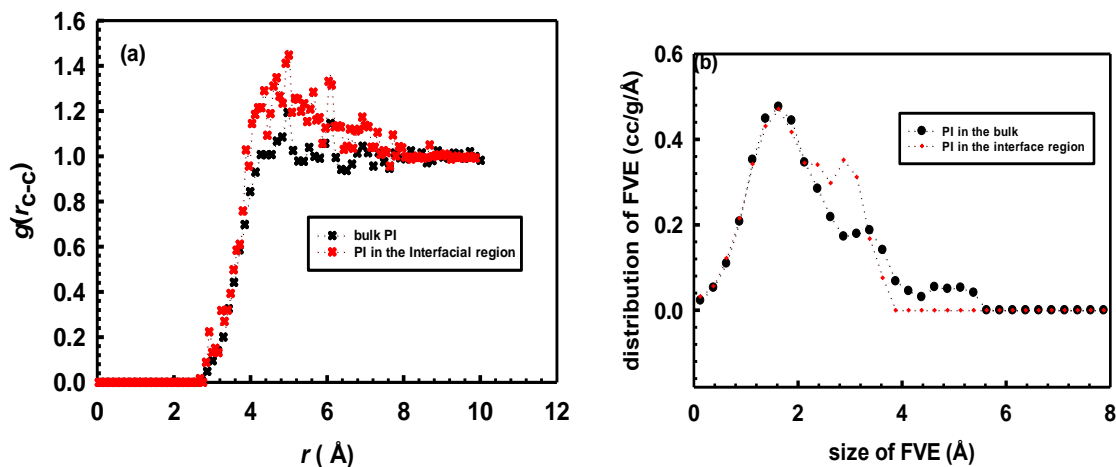 (a)
1.6
1.4
1.2
1.0
0.8
0.6
0.4
0.2
0.0
g(rC-C)
bulk PI
PI in the Interfacial region
0 2 4 6 8 10 12
r ( Å)
(b)
0.6
0.4
0.2
0.0
distribution of FVE (cc/g/Å)
PI in the bulk
PI in the interface region
0 2 4 6 8
size of FVE (Å)